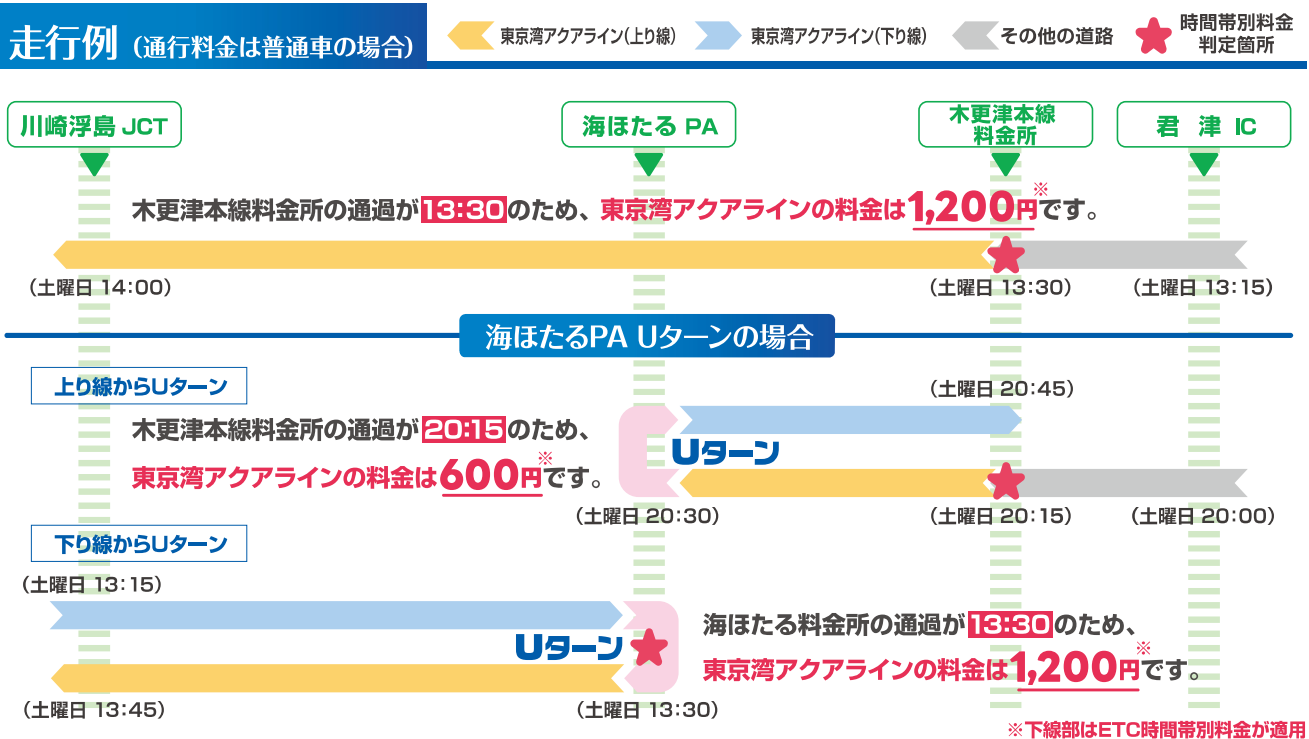 走行例（通行料金は普通車の場合）
東京湾アクアライン(上り線)
東京湾アクアライン(下り線)
その他の道路
時間帯別料金
判定箇所
川崎浮島JCT
海ほたる PA
木更津本線
料金所
君津 IC
木更津本線料金所の通過が13:30のため、東京湾アクアラインの料金は1,200円※です。
（土曜日 14:00）
（土曜日 13:30）
（土曜日 13:15）
海ほたるPA Uターンの場合
上り線からUターン
（土曜日 20:45）
木更津本線料金所の通過が20:15のため、
東京湾アクアラインの料金は600円※です。
Uターン
（土曜日 20:30）
（土曜日 20:15）
（土曜日 20:00）
下り線からUターン
（土曜日 13:15）
海ほたる料金所の通過が13:30のため、
東京湾アクアラインの料金は1,200円※です。
Uターン
（土曜日 13:45）
（土曜日 13:30）
※下線部はETC時間帯別料金が適用